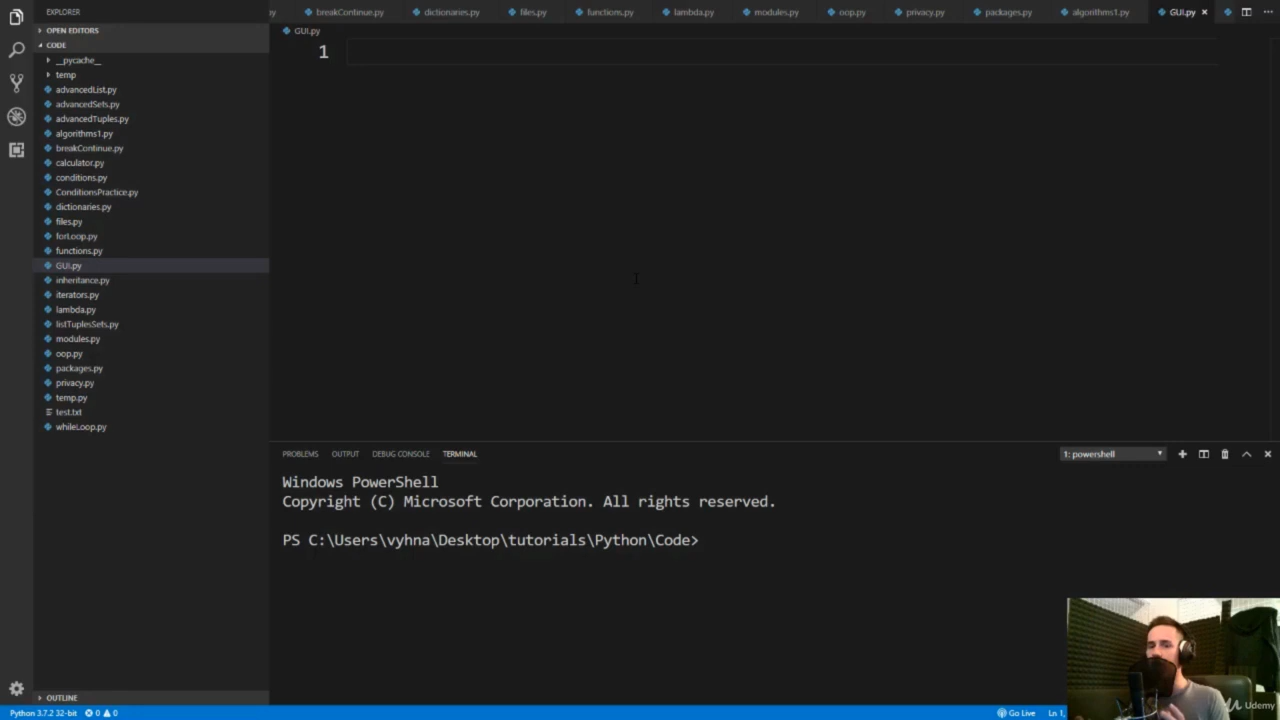 EXPLORER
OPEN EDITORS
CODE
__pycache__
temp
advancedList.py
advancedSets.py
advancedTuples.py
algorithms1.py
breakContinue.py
calculator.py
conditions.py
ConditionsPractice.py
dictionaries.py
files.py
forLoop.py
functions.py
GUI.py
inheritance.py
iterators.py
lambda.py
listTuplesSets.py
modules.py
oop.py
packages.py
privacy.py
temp.py
test.txt
whileLoop.py
OUTLINE
py breakContinue.py dictionaries.py files.py functions.py lambda.py modules.py oop.py privacy.py packages.py algorithms1.py GUI.py
GUI.py
1
PROBLEMS OUTPUT DEBUG CONSOLE TERMINAL 1: powershell
Windows PowerShell
Copyright (C) Microsoft Corporation. All rights reserved.
PS C:\Users\vyhna\Desktop\tutorials\Python\Code>
Udemy
Python 3.7.2 32-bit 0 0 Go Live Ln 1,